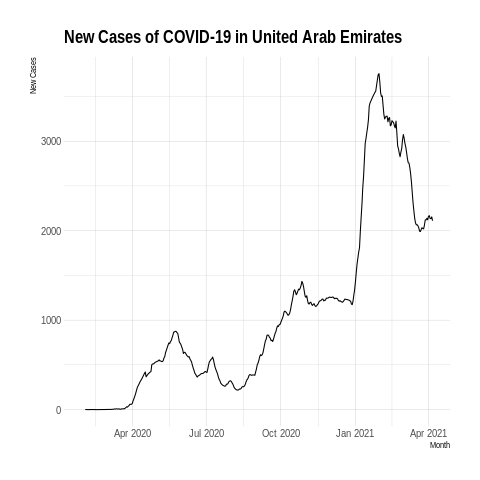 New Cases of COVID-19 in United Arab Emirates
New Cases
3000
2000
1000
0
Apr 2020 Jul 2020 Oct 2020 Jan 2021 Apr 2021
Month